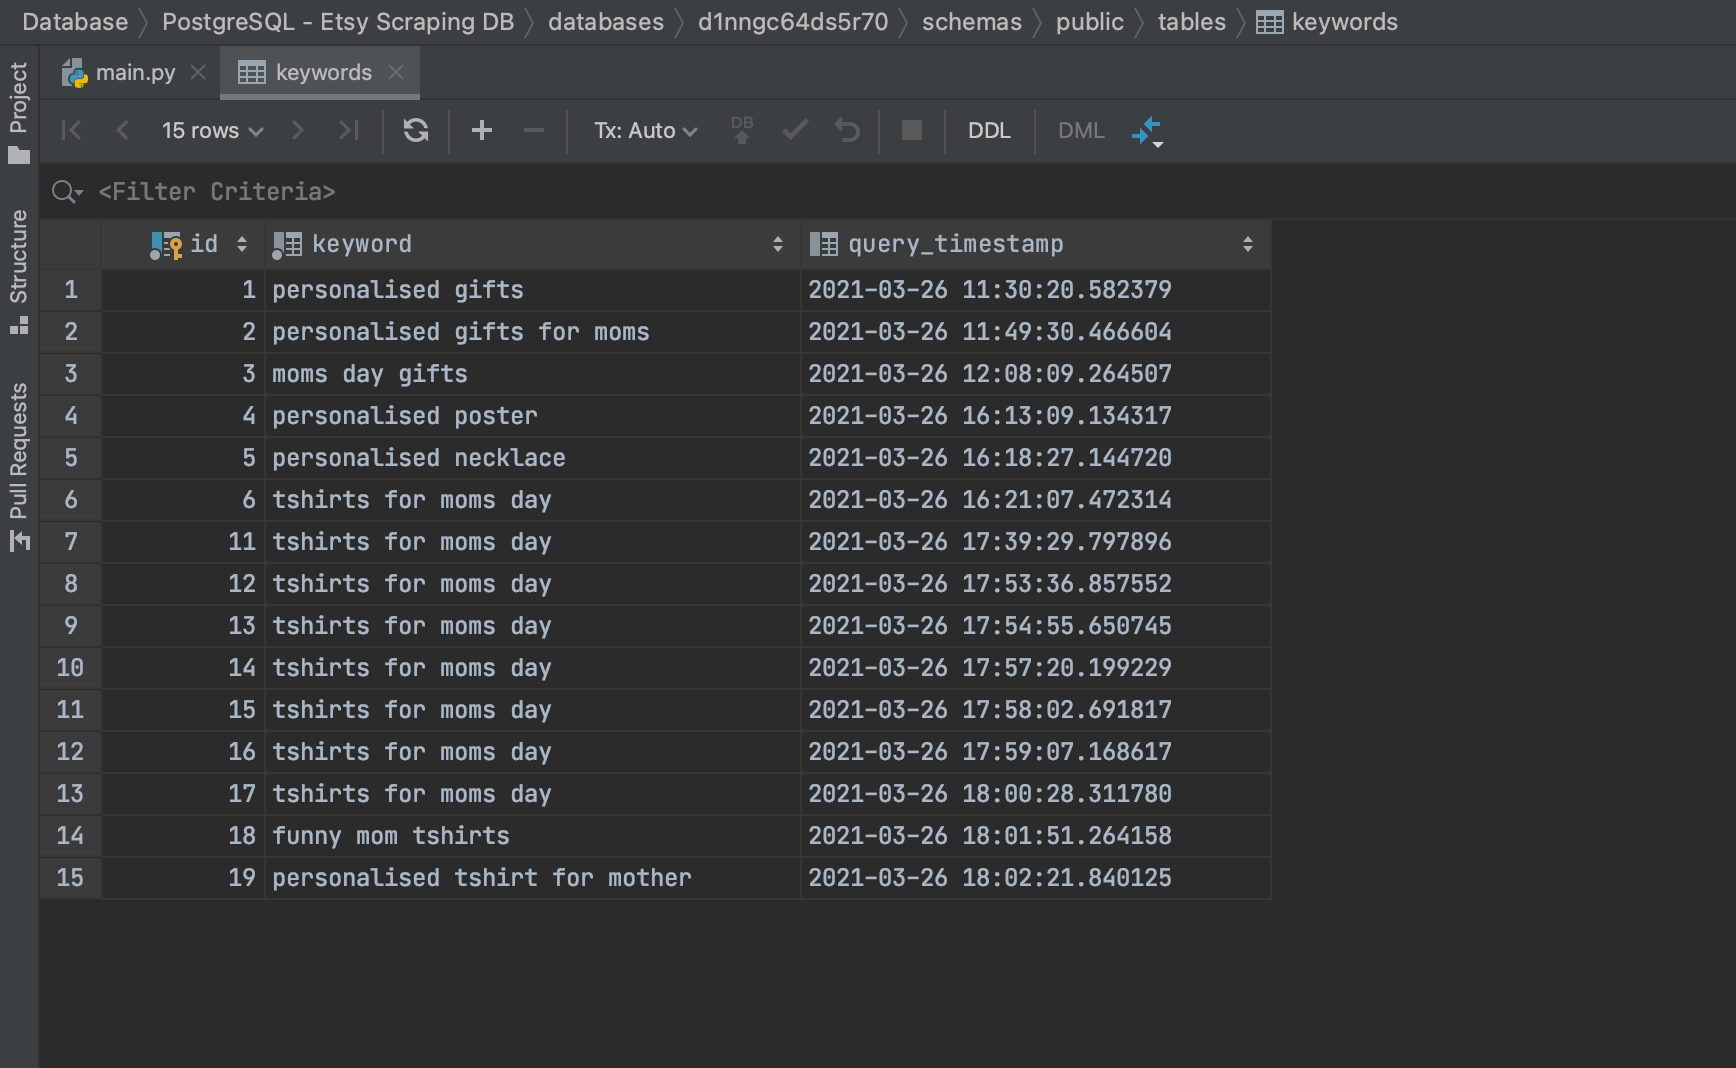 Database PostgreSQL - Etsy Scraping DB databases d1nngc64ds5r70 schemas public tables keywords
main.py keywords
15 rows Tx: Auto DB DDL DML
<Filter Criteria>
id keyword query_timestamp
1 1 personalised gifts 2021-03-26 11:30:20.582379
2 2 personalised gifts for moms 2021-03-26 11:49:30.466604
3 3 moms day gifts 2021-03-26 12:08:09.264507
4 4 personalised poster 2021-03-26 16:13:09.134317
5 5 personalised necklace 2021-03-26 16:18:27.144720
6 6 tshirts for moms day 2021-03-26 16:21:07.472314
7 11 tshirts for moms day 2021-03-26 17:39:29.797896
8 12 tshirts for moms day 2021-03-26 17:53:36.857552
9 13 tshirts for moms day 2021-03-26 17:54:55.650745
10 14 tshirts for moms day 2021-03-26 17:57:20.199229
11 15 tshirts for moms day 2021-03-26 17:58:02.691817
12 16 tshirts for moms day 2021-03-26 17:59:07.168617
13 17 tshirts for moms day 2021-03-26 18:00:28.311780
14 18 funny mom tshirts 2021-03-26 18:01:51.264158
15 19 personalised tshirt for mother 2021-03-26 18:02:21.840125
Project
Structure
Pull Requests